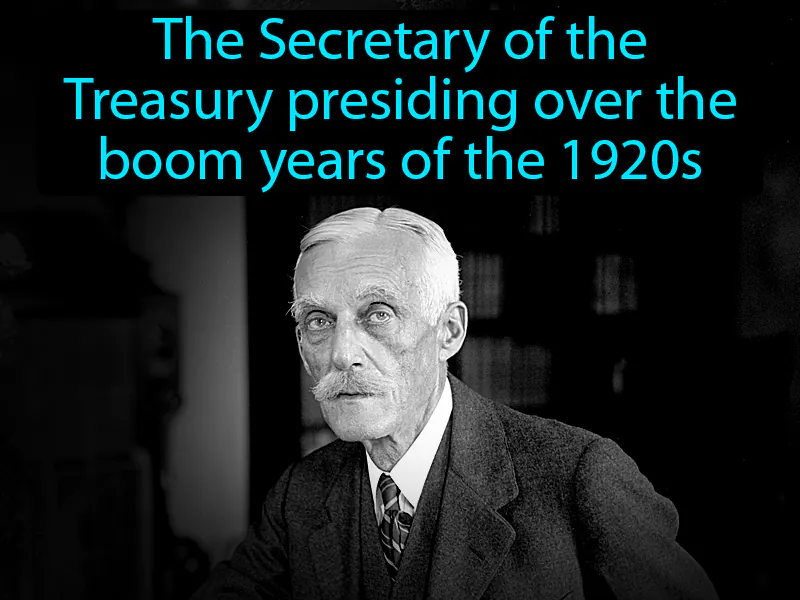 The Secretary of the
Treasury presiding over the
boom years of the 1920s